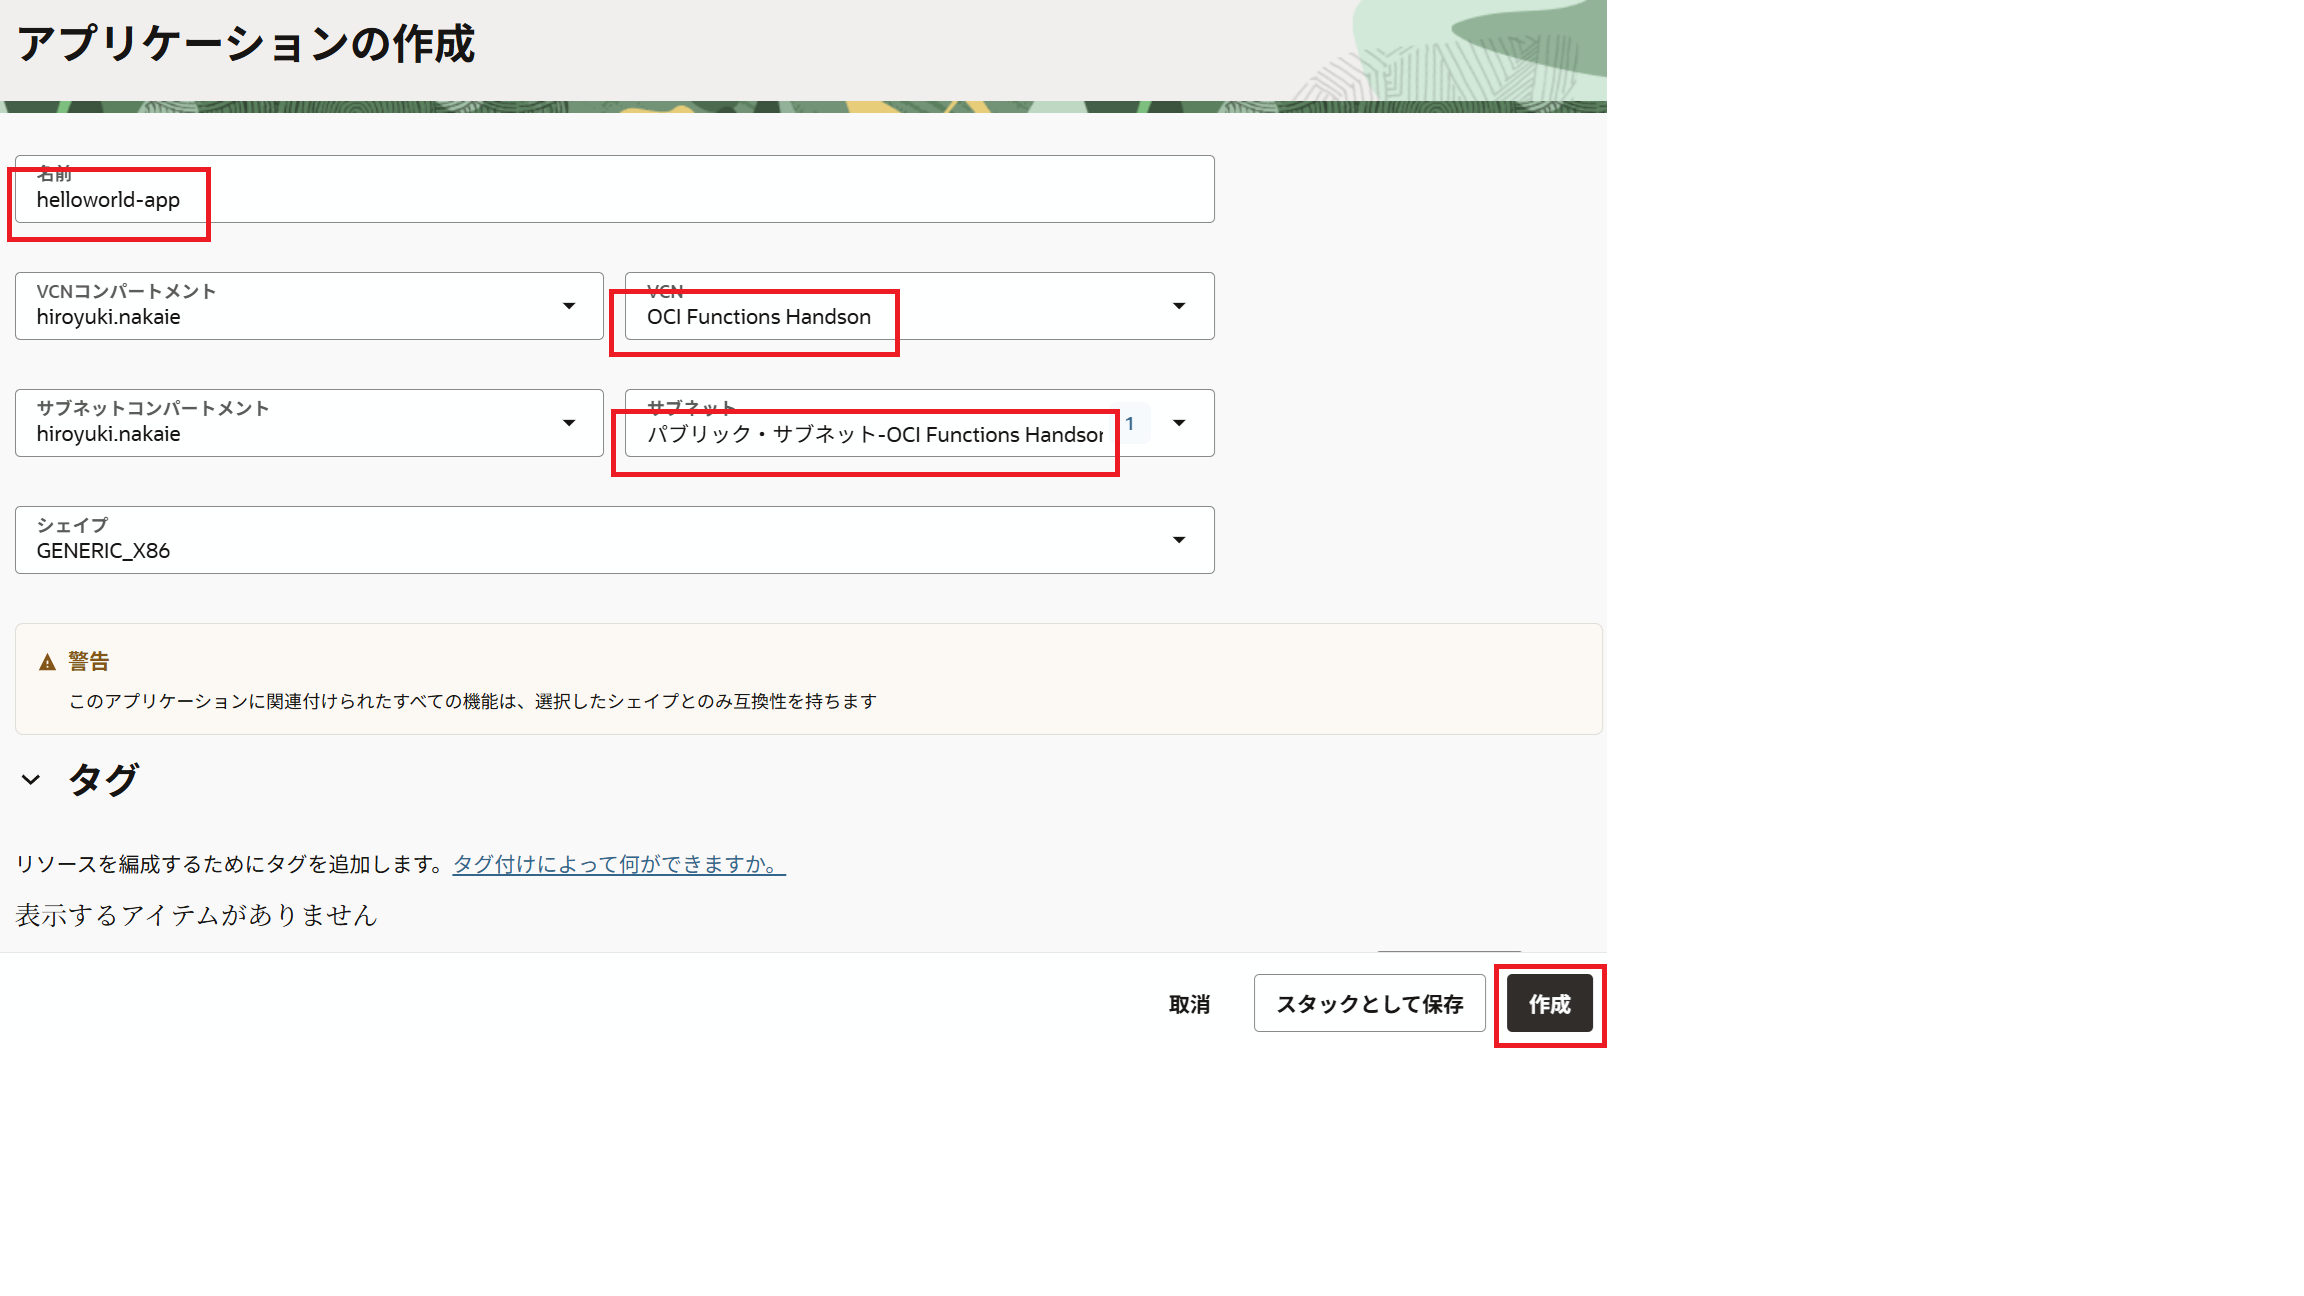 アプリケーションの作成
名前
helloworld-app
VCNコンパートメント
hiroyuki.nakaie
VCN
OCI Functions Handson
サブネットコンパートメント
hiroyuki.nakaie
サブネット
パブリック・サブネット-OCI Functions Handson
1
シェイプ
GENERIC_X86
警告
このアプリケーションに関連付けられたすべての機能は、選択したシェイプとのみ互換性を持ちます
タグ
リソースを編成するためにタグを追加します。タグ付けによって何ができますか。
表示するアイテムがありません
取消
スタックとして保存
作成